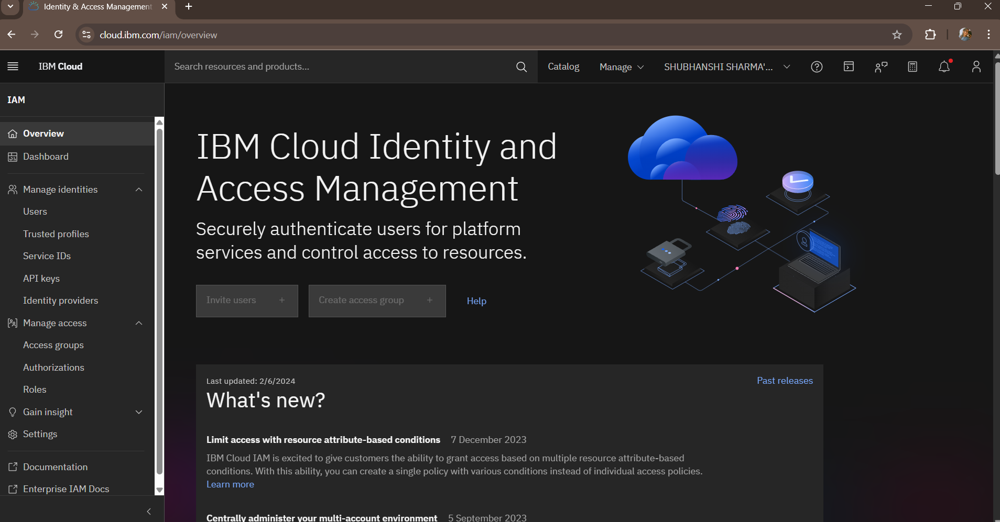 Identity & Access Management
cloud.ibm.com/iam/overview
IBM Cloud
Search resources and products...
Catalog
Manage
SHUBHANSHI SHARMA'...
IAM
Overview
Dashboard
Manage identities
Users
Trusted profiles
Service IDs
API keys
Identity providers
Manage access
Access groups
Authorizations
Roles
Gain insight
Settings
Documentation
Enterprise IAM Docs
IBM Cloud Identity and
Access Management
Securely authenticate users for platform
services and control access to resources.
Invite users +
Create access group +
Help
Last updated: 2/6/2024
Past releases
What's new?
Limit access with resource attribute-based conditions 7 December 2023
IBM Cloud IAM is excited to give customers the ability to grant access based on multiple resource attribute-based
conditions. With this ability, you can create a single policy with various conditions instead of individual access policies.
Learn more
Centrally administer your multi-account environment 5 September 2023